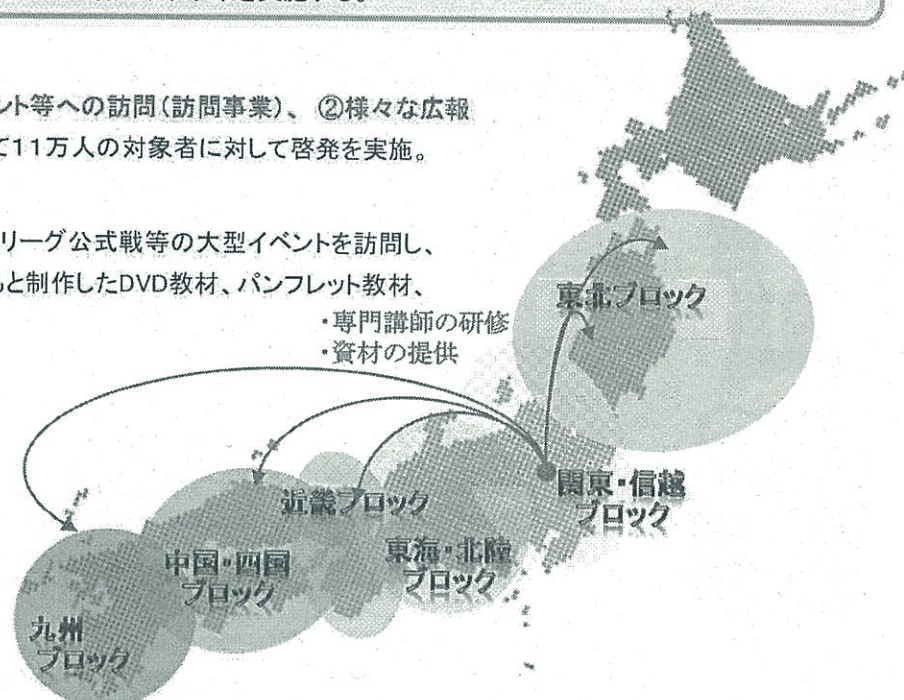 ント等への訪問(訪問事業)、②様々な広報
て11万人の対象者に対して啓発を実施。
リーグ公式戦等の大型イベントを訪問し、
と制作したDVD教材、パンフレット教材、
・専門講師の研修
・資材の提供
東北ブロック
関東・信越
ブロック
近畿ブロック
東海・北陸
ブロック
中国・四国
ブロック
九州
ブロック